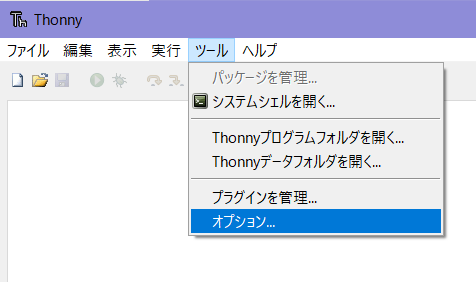 Thonny
ファイル 編集 表示 実行 ツール ヘルプ
パッケージを管理...
システムシェルを開く...
Thonnyプログラムフォルダを開く...
Thonnyデータフォルダを開く...
プラグインを管理...
オプション...